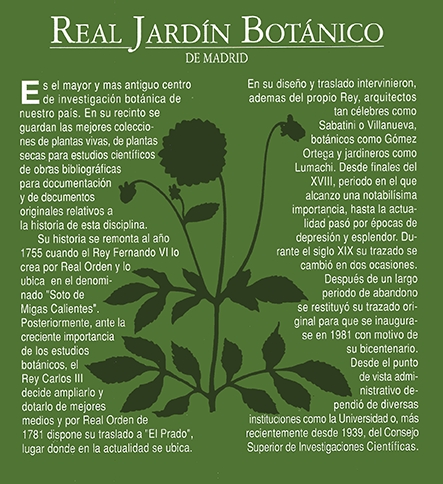 REAL JARDÍN BOTÁNICO
DE MADRID
Es el mayor y mas antiguo centro
de investigación botánica de
nuestro país. En su recinto se
guardan las mejores coleccio-
nes de plantas vivas, de plantas
secas para estudios científicos
de obras bibliográficas
para documentación
y de documentos
originales relativos a
la historia de esta disciplina.
Su historia se remonta al año
1755 cuando el Rey Fernando VI lo
crea por Real Orden y lo
ubica en el denomi-
nado "Soto de
Migas Calientes".
Posteriormente, ante la
creciente importancia
de los estudios
botánicos, el
Rey Carlos III
decide ampliarlo y
dotarlo de mejores
medios y por Real Orden de
1781 dispone su traslado a "El Prado",
lugar donde en la actualidad se ubica.
En su diseño y traslado intervinieron,
ademas del propio Rey, arquitectos
tan célebres como
Sabatini o Villanueva,
botánicos como Gómez
Ortega y jardineros como
Lumachi. Desde finales del
XVIII, periodo en el que
alcanzo una notabilísima
importancia, hasta la actua-
lidad pasó por épocas de
depresión y esplendor. Du-
rante el siglo XIX su trazado se
cambió en dos ocasiones.
Después de un largo
periodo de abandono
se restituyó su trazado ori-
ginal para que se inaugura-
se en 1981 con motivo de
su bicentenario.
Desde el punto
de vista admi-
nistrativo de-
pendió de diversas
instituciones como la Universidad o, más
recientemente desde 1939, del Consejo
Superior de Investigaciones Científicas.